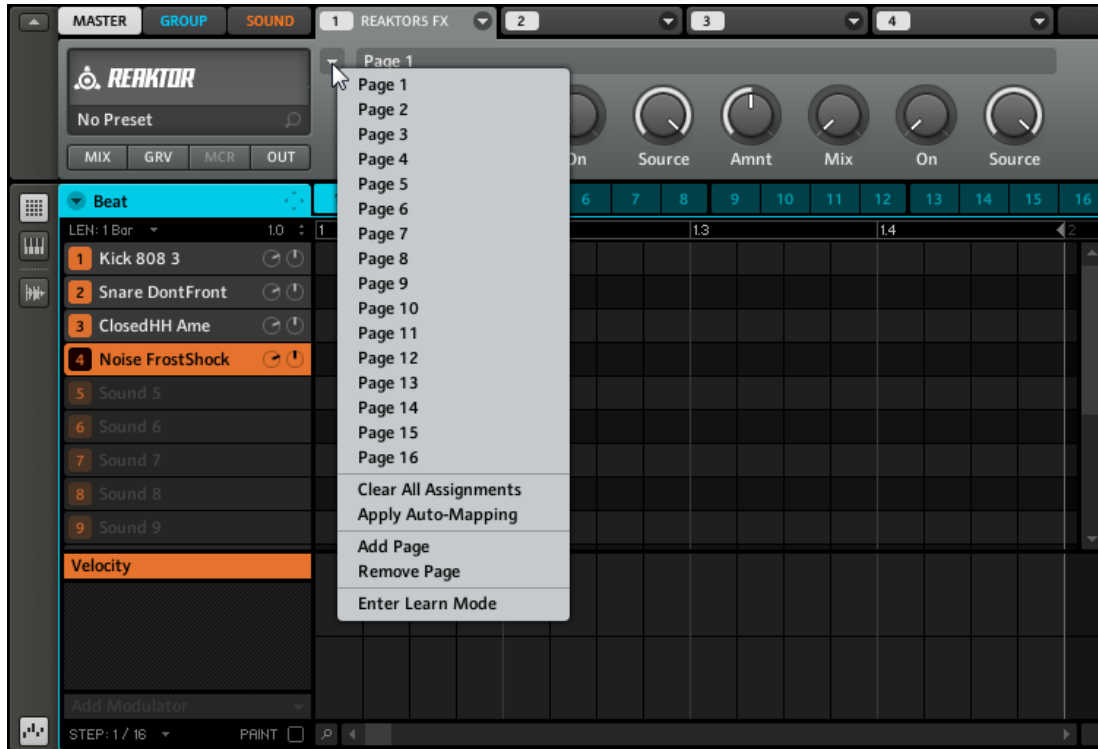 MASTER GROUP SOUND 1 REAKTOR5 FX 2 3 4
Page 1
REAKTOR
No Preset
MIX GRV MCR OUT
On Source Amnt Mix On Source
Page 1
Page 2
Page 3
Page 4
Page 5
Page 6
Page 7
Page 8
Page 9
Page 10
Page 11
Page 12
Page 13
Page 14
Page 15
Page 16
Clear All Assignments
Apply Auto-Mapping
Add Page
Remove Page
Enter Learn Mode
Beat 6 7 8 9 10 11 12 13 14 15 16
LEN: 1 Bar 1.0 1 1.3 1.4 2
1 Kick 808 3
2 Snare DontFront
3 ClosedHH Ame
4 Noise FrostShock
5 Sound 5
6 Sound 6
7 Sound 7
8 Sound 8
9 Sound 9
Velocity
Add Modulator
STEP: 1 / 16 PAINT